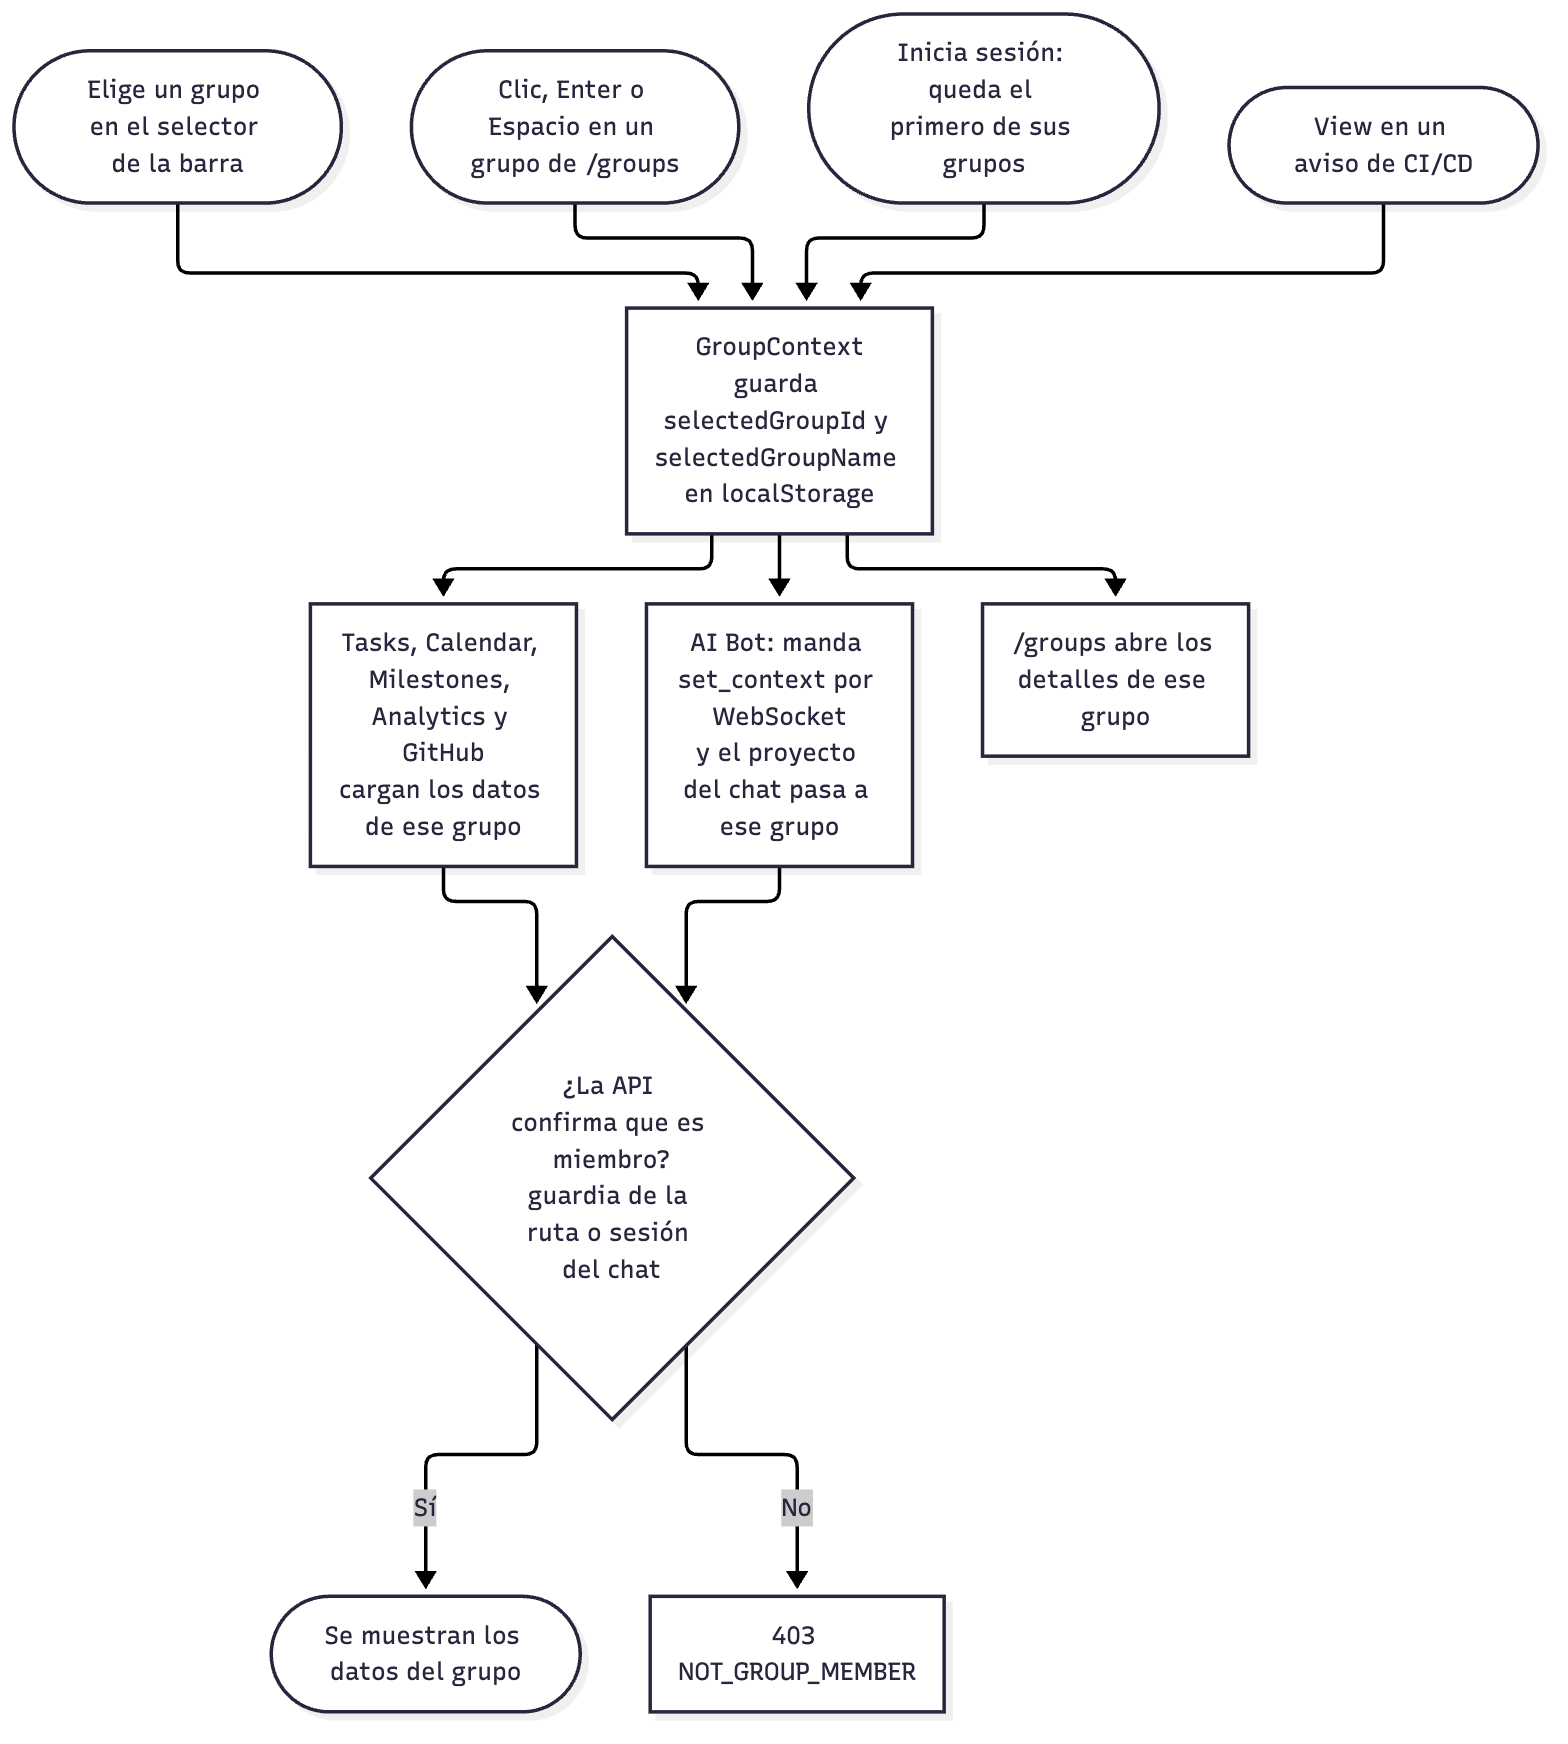 Elige un grupo
en el selector
de la barra
Clic, Enter o
Espacio en un
grupo de /groups
Inicia sesión:
queda el
primero de sus
grupos
View en un
aviso de CI/CD
GroupContext
guarda
selectedGroupId y
selectedGroupName
en localStorage
Tasks, Calendar,
Milestones,
Analytics y
GitHub
cargan los datos
de ese grupo
AI Bot: manda
set_context por
WebSocket
y el proyecto
del chat pasa a
ese grupo
/groups abre los
detalles de ese
grupo
¿La API
confirma que es
miembro?
guardia de la
ruta o sesión
del chat
Sí
No
Se muestran los
datos del grupo
403
NOT_GROUP_MEMBER